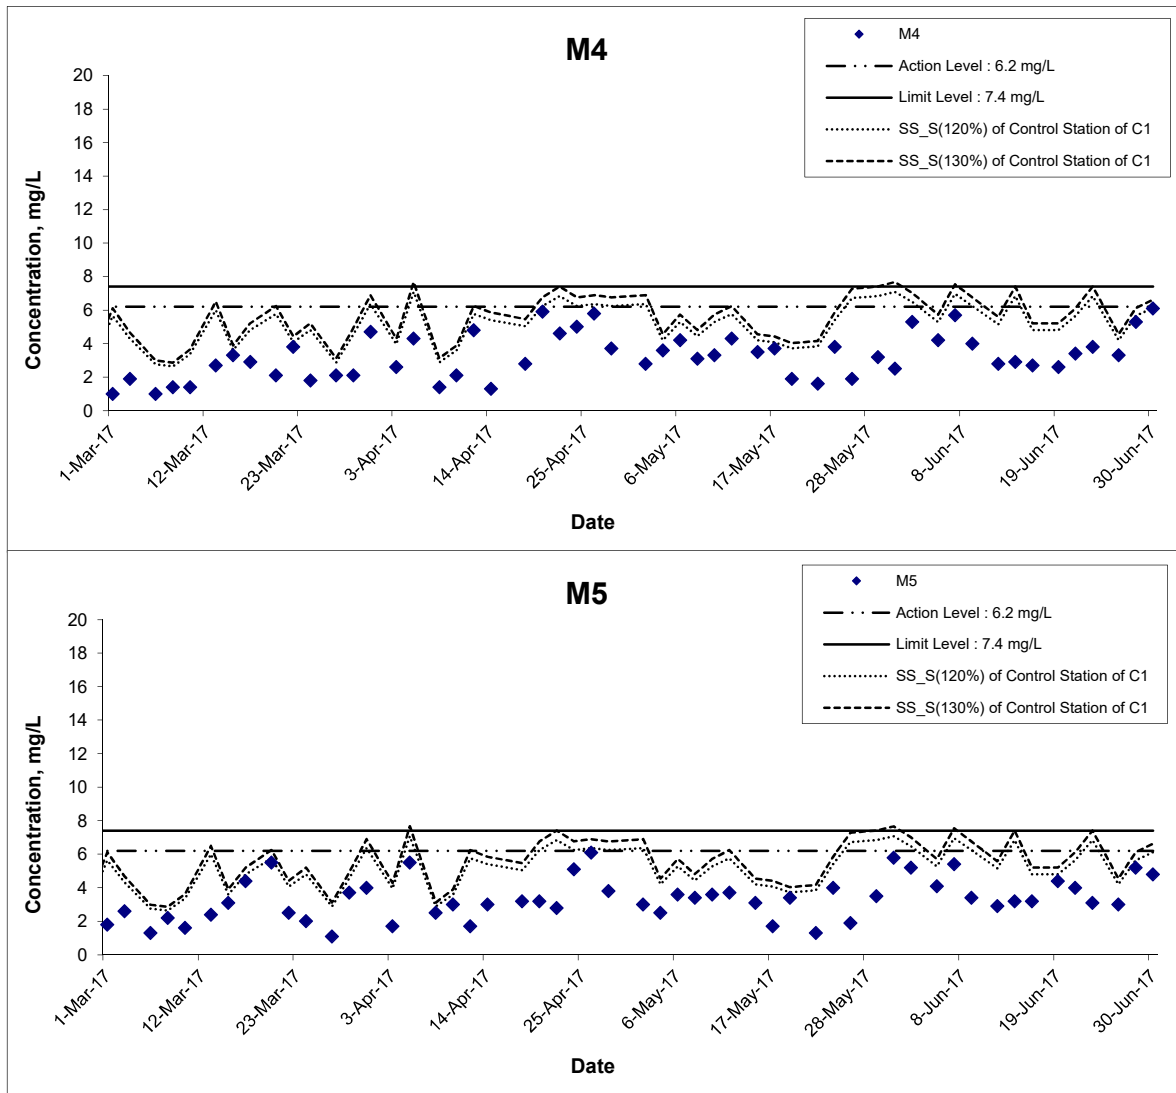 M4
M4
Action Level : 6.2 mg/L
Limit Level : 7.4 mg/L
SS_S(120%) of Control Station of C1
SS_S(130%) of Control Station of C1
Concentration, mg/L
20
18
16
14
12
10
8
6
4
2
0
1-Mar-17
12-Mar-17
23-Mar-17
3-Apr-17
14-Apr-17
25-Apr-17
6-May-17
17-May-17
28-May-17
8-Jun-17
19-Jun-17
30-Jun-17
Date
M5
M5
Action Level : 6.2 mg/L
Limit Level : 7.4 mg/L
SS_S(120%) of Control Station of C1
SS_S(130%) of Control Station of C1
Concentration, mg/L
20
18
16
14
12
10
8
6
4
2
0
1-Mar-17
12-Mar-17
23-Mar-17
3-Apr-17
14-Apr-17
25-Apr-17
6-May-17
17-May-17
28-May-17
8-Jun-17
19-Jun-17
30-Jun-17
Date